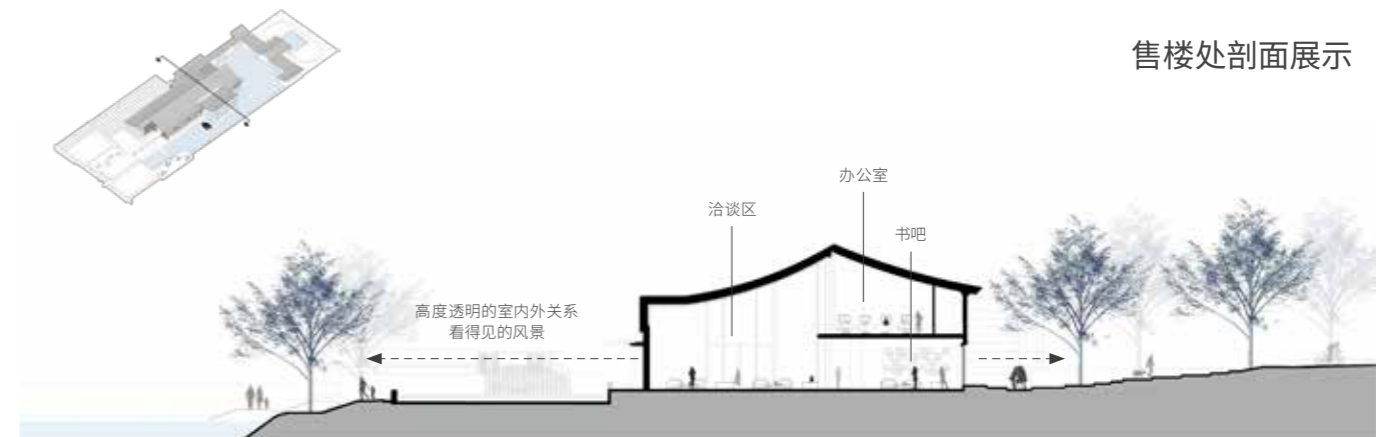 售楼处剖面展示
办公室
洽谈区
书吧
高度透明的室内外关系
看得见的风景